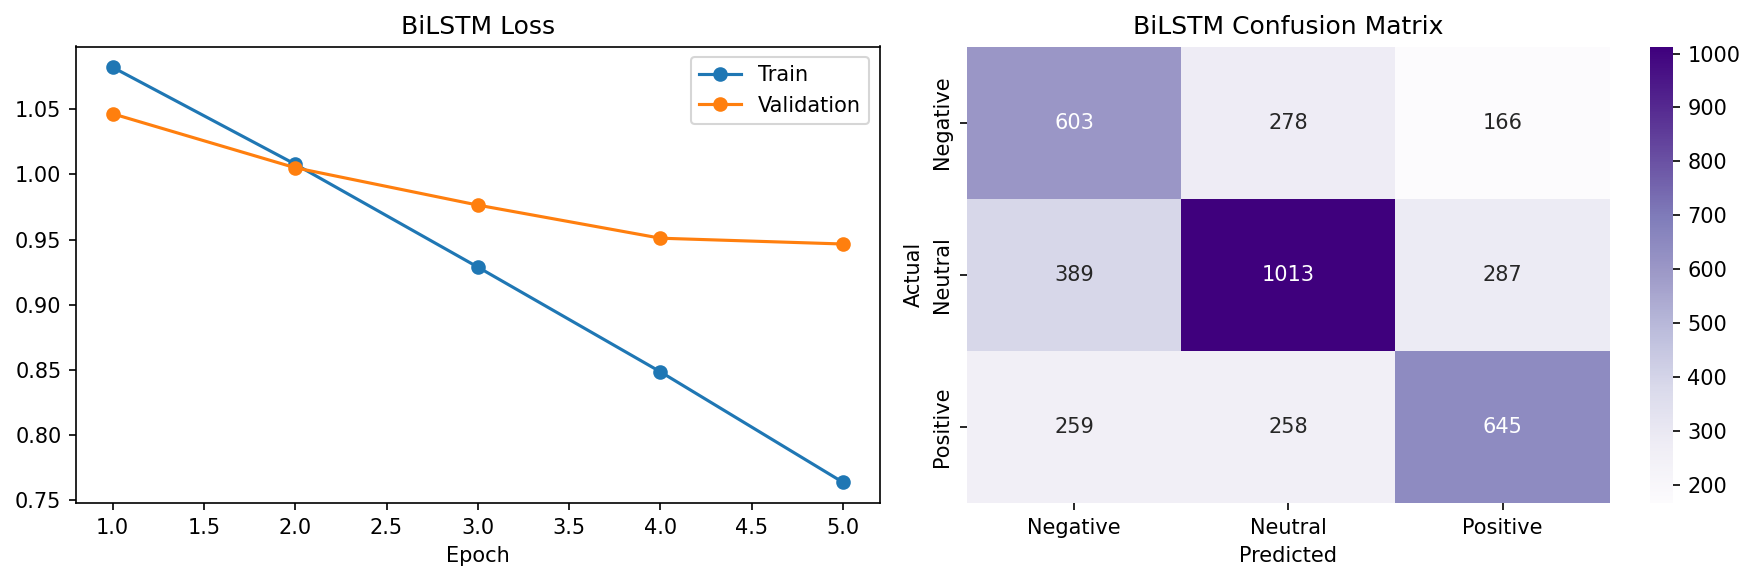 BiLSTM Loss
Train
Validation
1.05
1.00
0.95
0.90
0.85
0.80
0.75
1.0 1.5 2.0 2.5 3.0 3.5 4.0 4.5 5.0
Epoch
BiLSTM Confusion Matrix
Actual
Negative
603 278 166
Neutral
389 1013 287
Positive
259 258 645
Negative Neutral Positive
Predicted
1000
900
800
700
600
500
400
300
200